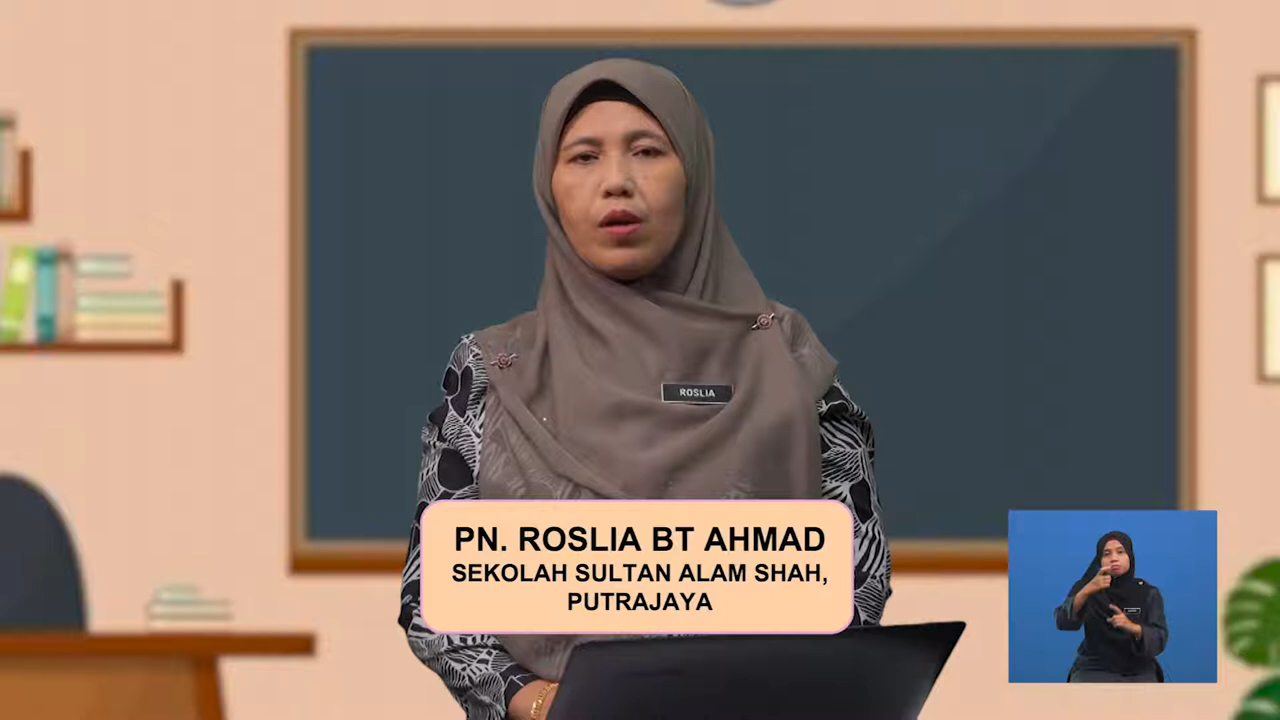 ROSLIA
PN. ROSLIA BT AHMAD
SEKOLAH SULTAN ALAM SHAH,
PUTRAJAYA